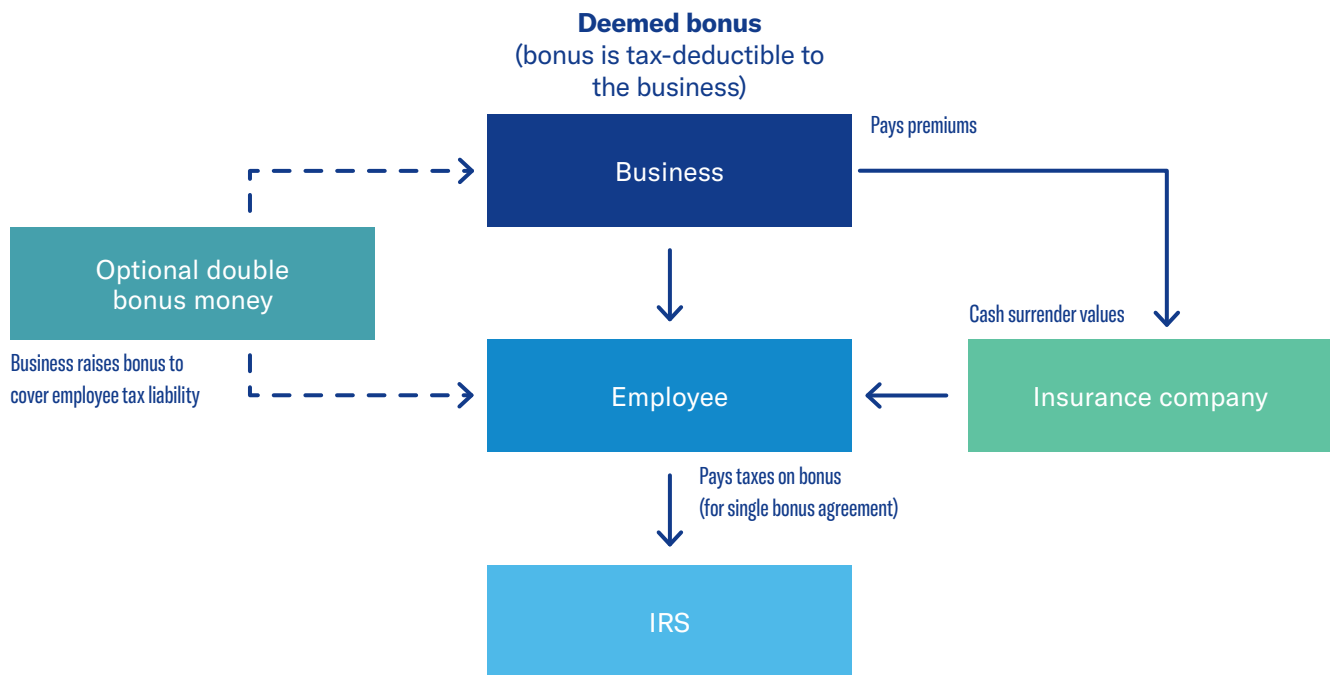 Deemed bonus
(bonus is tax-deductible to
the business)
Pays premiums
Business
Optional double
bonus money
Cash surrender values
Business raises bonus to
cover employee tax liability
Employee
Insurance company
Pays taxes on bonus
(for single bonus agreement)
IRS